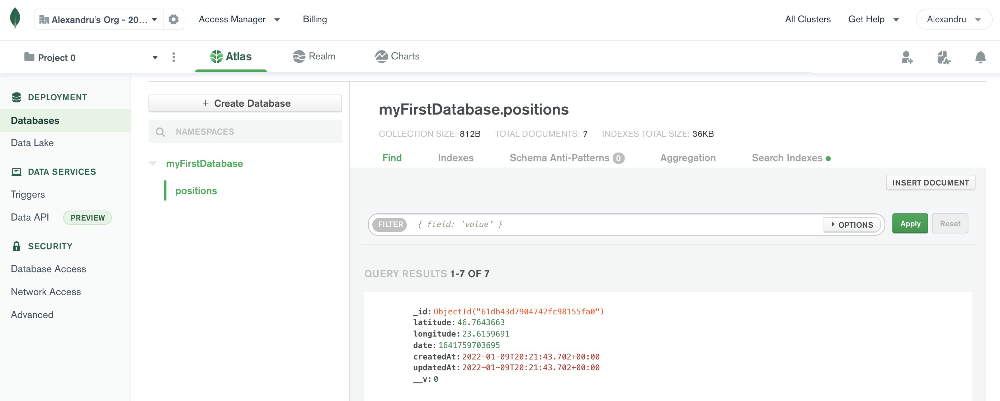 Alexandru's Org - 20...
Access Manager
Billing
All Clusters
Get Help
Alexandru
Project 0
Atlas
Realm
Charts
DEPLOYMENT
Databases
Data Lake
DATA SERVICES
Triggers
Data API PREVIEW
SECURITY
Database Access
Network Access
Advanced
+ Create Database
NAMESPACES
myFirstDatabase
positions
myFirstDatabase.positions
COLLECTION SIZE: 812B TOTAL DOCUMENTS: 7 INDEXES TOTAL SIZE: 36KB
Find Indexes Schema Anti-Patterns 0 Aggregation Search Indexes
INSERT DOCUMENT
FILTER { field: 'value' } OPTIONS Apply Reset
QUERY RESULTS 1-7 OF 7
_id: ObjectId("61db43d7904742fc98155fa0")
latitude: 46.7643663
longitude: 23.6159691
date: 1641759703695
createdAt: 2022-01-09T20:21:43.702+00:00
updatedAt: 2022-01-09T20:21:43.702+00:00
__v: 0